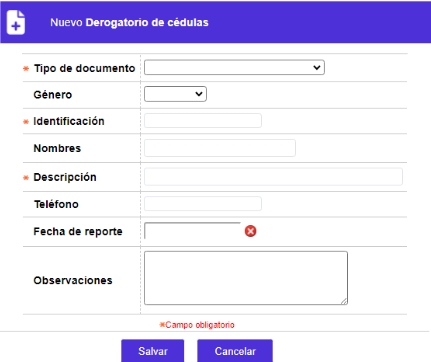 Nuevo Derogatorio de cédulas
* Tipo de documento
Género
* Identificación
Nombres
* Descripción
Teléfono
Fecha de reporte
Observaciones
*Campo obligatorio
Salvar Cancelar